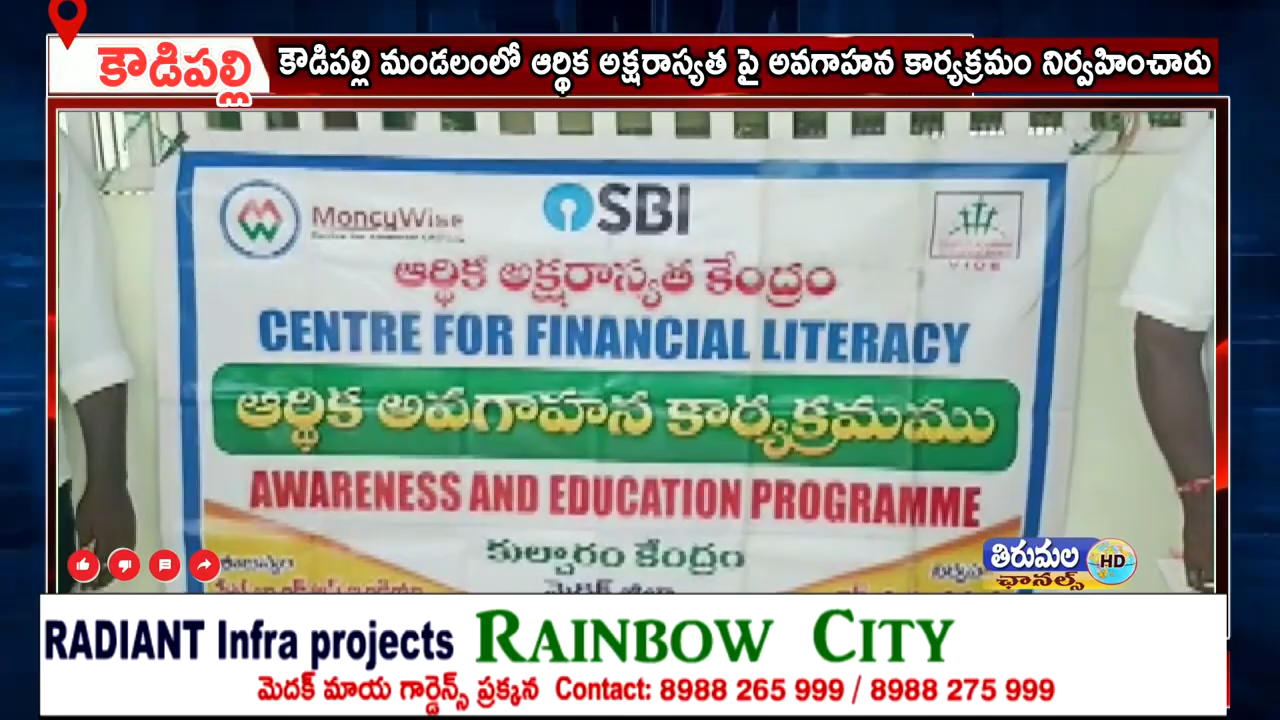 కౌడిపల్లి
కౌడిపల్లి మండలంలో ఆర్థిక అక్షరాస్యత పై అవగాహన కార్యక్రమం నిర్వహించారు
MoneyWise
SBI
ఆర్థిక అక్షరాస్యత కేంద్రం
CENTRE FOR FINANCIAL LITERACY
ఆర్థిక అవగాహన కార్యక్రమము
AWARENESS AND EDUCATION PROGRAMME
కుల్చారం కేంద్రం
తిరుమల HD
ఛానల్స్
RADIANT Infra projects RAINBOW CITY
మెదక్ మాయ గార్డెన్స్ ప్రక్కన Contact: 8988 265 999 / 8988 275 999